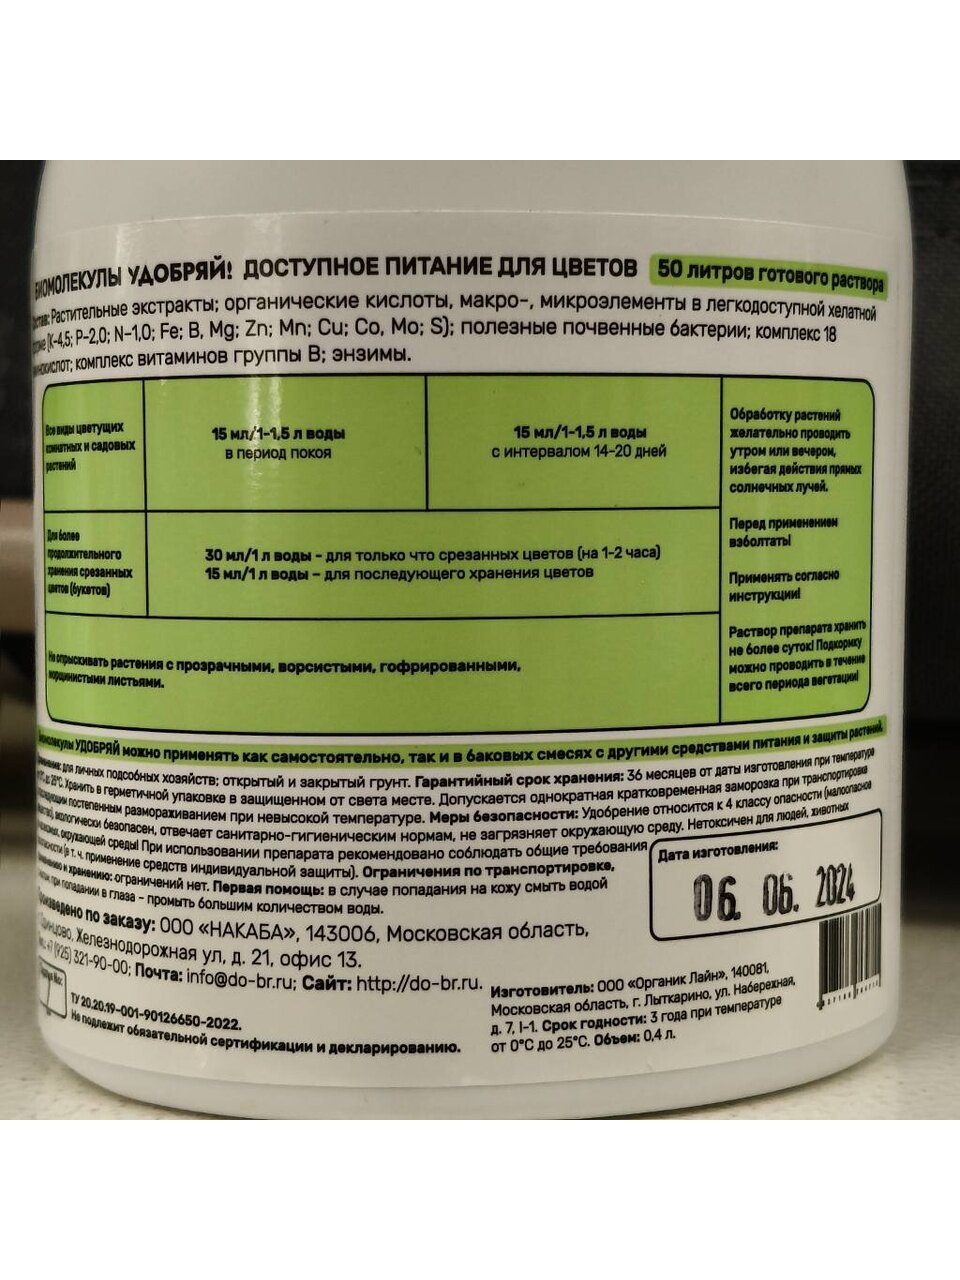 БИОМОЛЕКУЛЫ УДОБРЯЙ! ДОСТУПНОЕ ПИТАНИЕ ДЛЯ ЦВЕТОВ 50 литров готового раствора
Растительные экстракты; органические кислоты, макро-, микроэлементы в легкодоступной хелатной
(К-4,5; Р-2,0; N-1,0; Fe; B, Mg; Zn; Mn; Cu; Co, Mo; S); полезные почвенные бактерии; комплекс 18
комплекс витаминов группы В; энзимы.
Все виды цветущих
комнатных и садовых
растений
15 мл/1-1,5 л воды
в период покоя
15 мл/1-1,5 л воды
с интервалом 14-20 дней
Для более
продолжительного
хранения срезанных
цветов (букетов)
30 мл/1 л воды - для только что срезанных цветов (на 1-2 часа)
15 мл/1 л воды - для последующего хранения цветов
Не опрыскивать растения с прозрачными, ворсистыми, гофрированными,
морщинистыми листьями.
Обработку растений
желательно проводить
утром или вечером,
избегая действия прямых
солнечных лучей.
Перед применением
взболтать!
Применять согласно
инструкции!
Раствор препарата хранить
не более суток! Подкормку
можно проводить в течение
всего периода вегетации!
УДОБРЯЙ можно применять как самостоятельно, так и в баковых смесях с другими средствами питания и защиты растений.
для личных подсобных хозяйств; открытый и закрытый грунт. Гарантийный срок хранения: 36 месяцев от даты изготовления при температуре
до 25°С. Хранить в герметичной упаковке в защищенном от света месте. Допускается однократная кратковременная заморозка при транспортировке
постепенным размораживанием при невысокой температуре. Меры безопасности: Удобрение относится к 4 классу опасности (малоопасное
экологически безопасен, отвечает санитарно-гигиеническим нормам, не загрязняет окружающую среду. Нетоксичен для людей, животных
окружающей среды! При использовании препарата рекомендовано соблюдать общие требования
(в т. ч. применение средств индивидуальной защиты). Ограничения по транспортировке,
хранению: ограничений нет. Первая помощь: в случае попадания на кожу смыть водой
при попадании в глаза - промыть большим количеством воды.
Произведено по заказу: ООО «НАКАБА», 143006, Московская область,
Одинцово, Железнодорожная ул, д. 21, офис 13.
+7 (925) 321-90-00; Почта: info@do-br.ru; Сайт: http://do-br.ru.
Дата изготовления:
06. 06. 2024
ТУ 20.20.19-001-90126650-2022.
Не подлежит обязательной сертификации и декларированию.
Изготовитель: ООО «Органик Лайн», 140081,
Московская область, г. Лыткарино, ул. Набережная,
д. 7, I-1. Срок годности: 3 года при температуре
от 0°С до 25°С. Объем: 0,4 л.